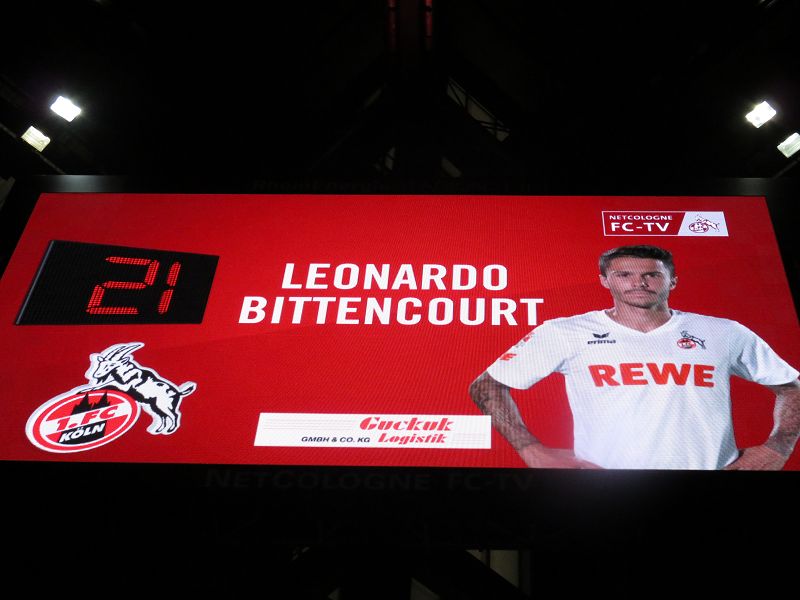 NETCOLOGNE
FC-TV
21
LEONARDO
BITTENCOURT
erima
REWE
1.FC
KÖLN
Guckuk
GMBH & CO. KG Logistik
NETCOLOGNE FC-TV